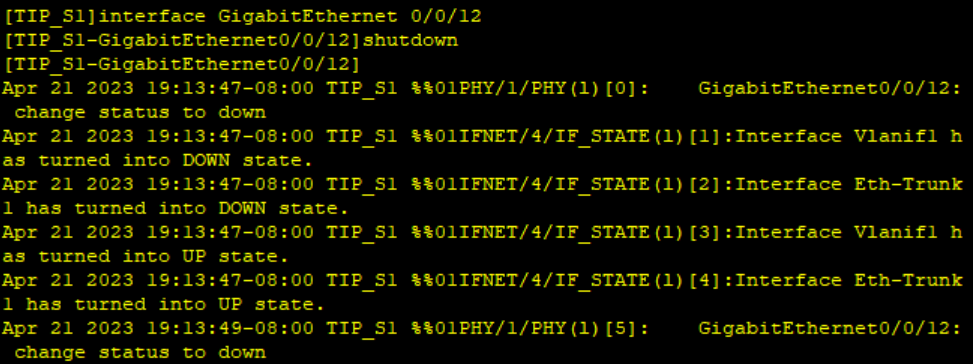 [TIP_S1]interface GigabitEthernet 0/0/12
[TIP_S1-GigabitEthernet0/0/12]shutdown
[TIP_S1-GigabitEthernet0/0/12]
Apr 21 2023 19:13:47-08:00 TIP_S1 %%01PHY/1/PHY(l)[0]:    GigabitEthernet0/0/12:
 change status to down
Apr 21 2023 19:13:47-08:00 TIP_S1 %%01IFNET/4/IF_STATE(l)[1]:Interface Vlanif1 h
as turned into DOWN state.
Apr 21 2023 19:13:47-08:00 TIP_S1 %%01IFNET/4/IF_STATE(l)[2]:Interface Eth-Trunk
1 has turned into DOWN state.
Apr 21 2023 19:13:47-08:00 TIP_S1 %%01IFNET/4/IF_STATE(l)[3]:Interface Vlanif1 h
as turned into UP state.
Apr 21 2023 19:13:47-08:00 TIP_S1 %%01IFNET/4/IF_STATE(l)[4]:Interface Eth-Trunk
1 has turned into UP state.
Apr 21 2023 19:13:49-08:00 TIP_S1 %%01PHY/1/PHY(l)[5]:    GigabitEthernet0/0/12:
 change status to down